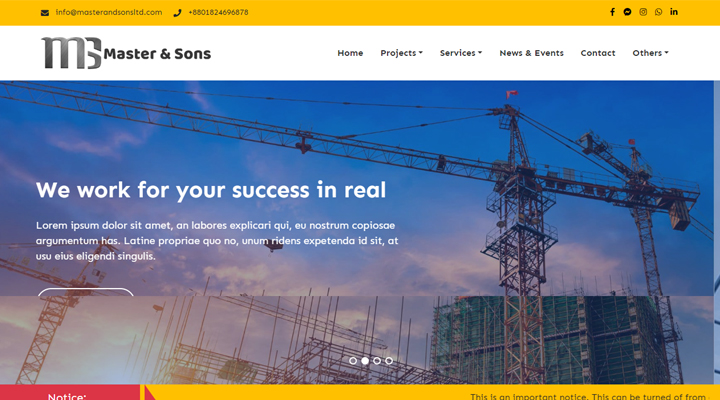 info@masterandsonsltd.com +8801824696878
MS Master & Sons
Home Projects Services News & Events Contact Others
We work for your success in real
Lorem ipsum dolor sit amet, an labores explicari qui, eu nostrum copiosae
argumentum has. Latine propriae quo no, unum ridens expetenda id sit, at
usu eius eligendi singulis.
Notice: This is an important notice. This can be turned of from